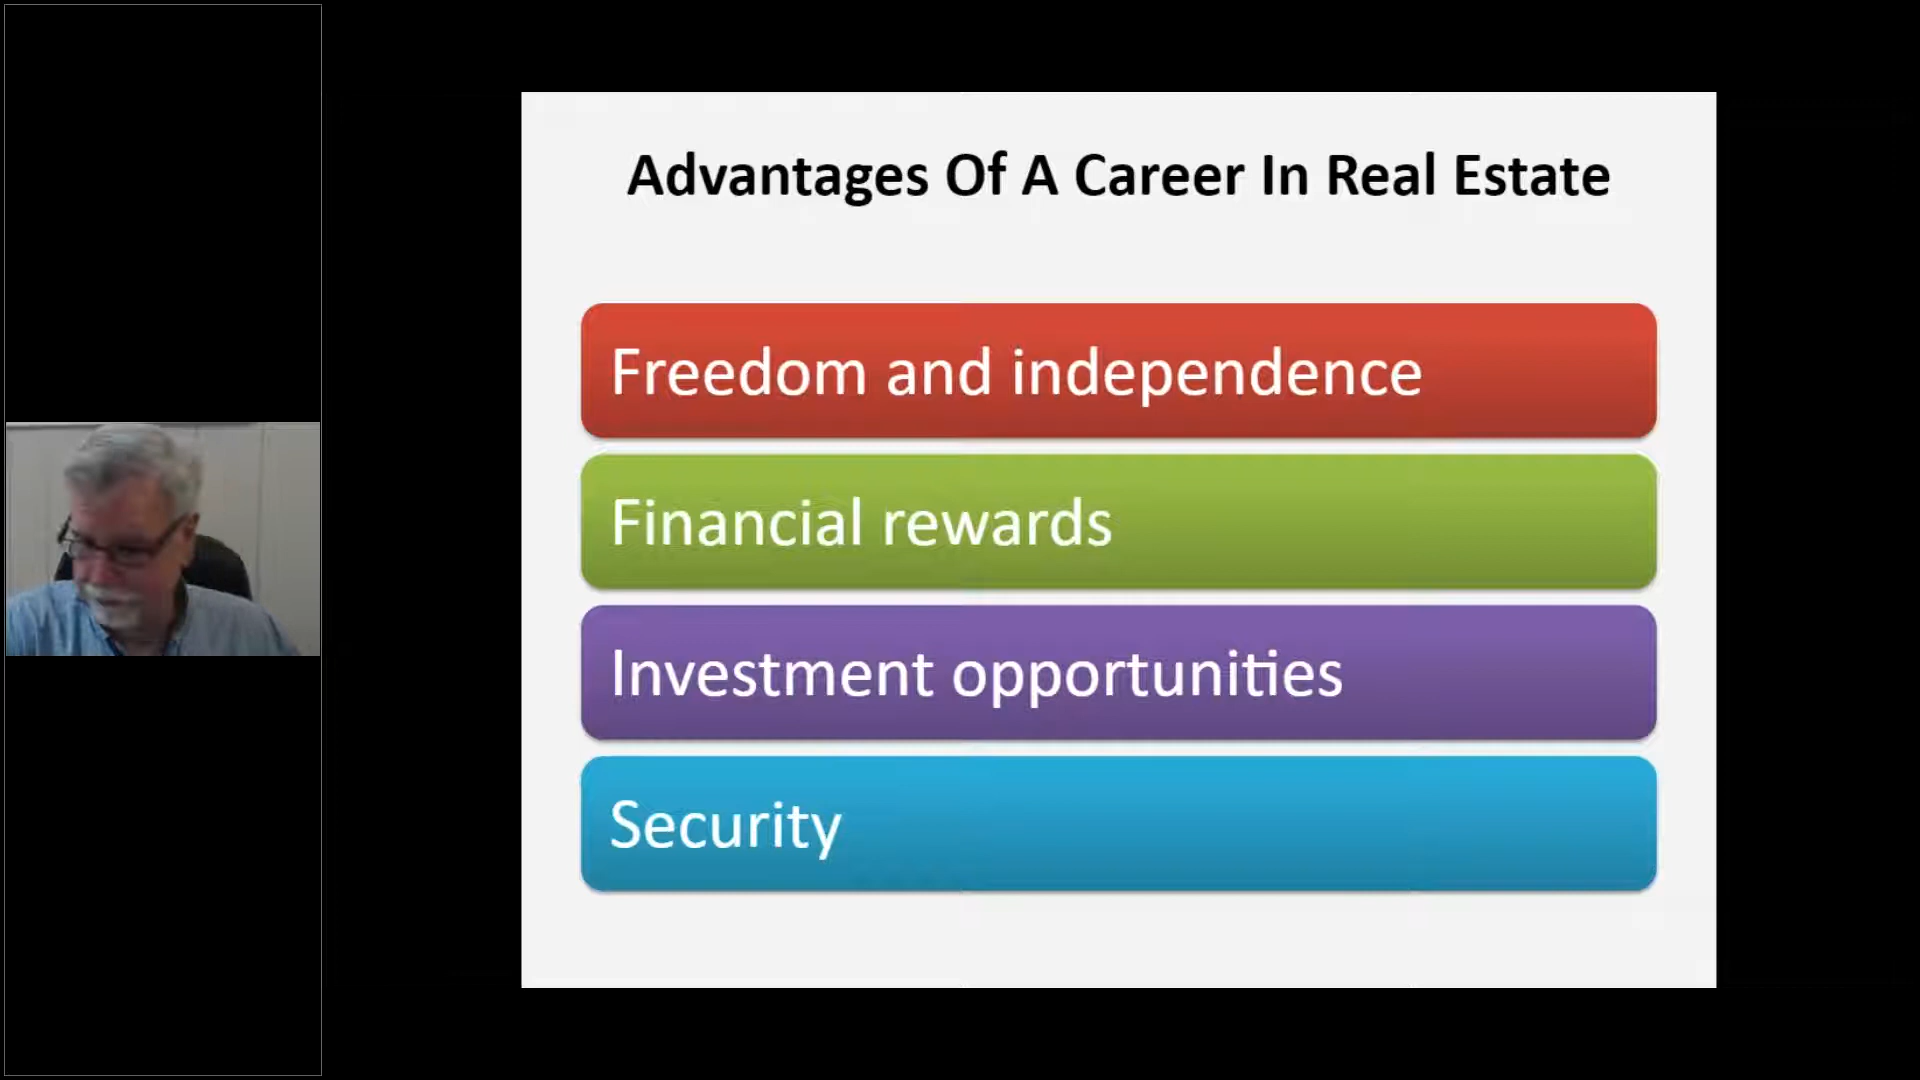 Advantages Of A Career In Real Estate
Freedom and independence
Financial rewards
Investment opportunities
Security